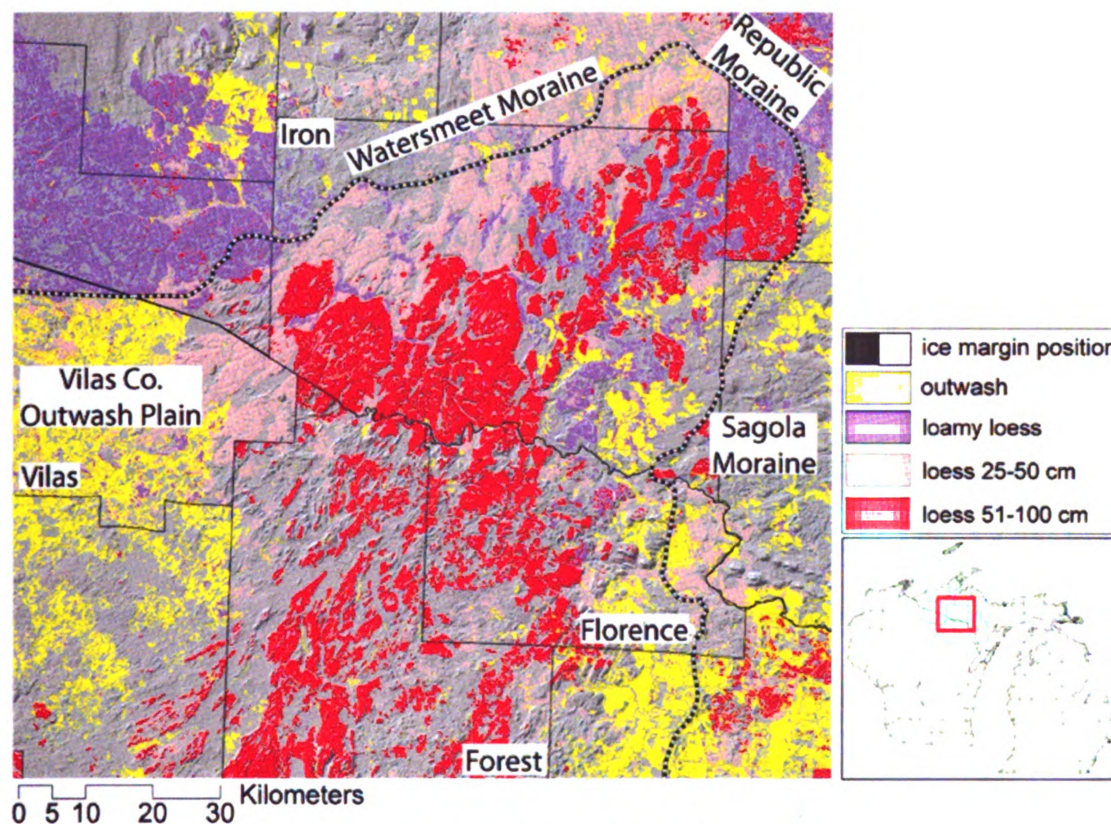 Republic
Moraine
Watersmeet Moraine
Iron
Vilas Co.
Outwash Plain
Vilas
Sagola
Moraine
Florence
Forest
ice margin position
outwash
loamy loess
loess 25-50 cm
loess 51-100 cm
0 5 10 20 30 Kilometers